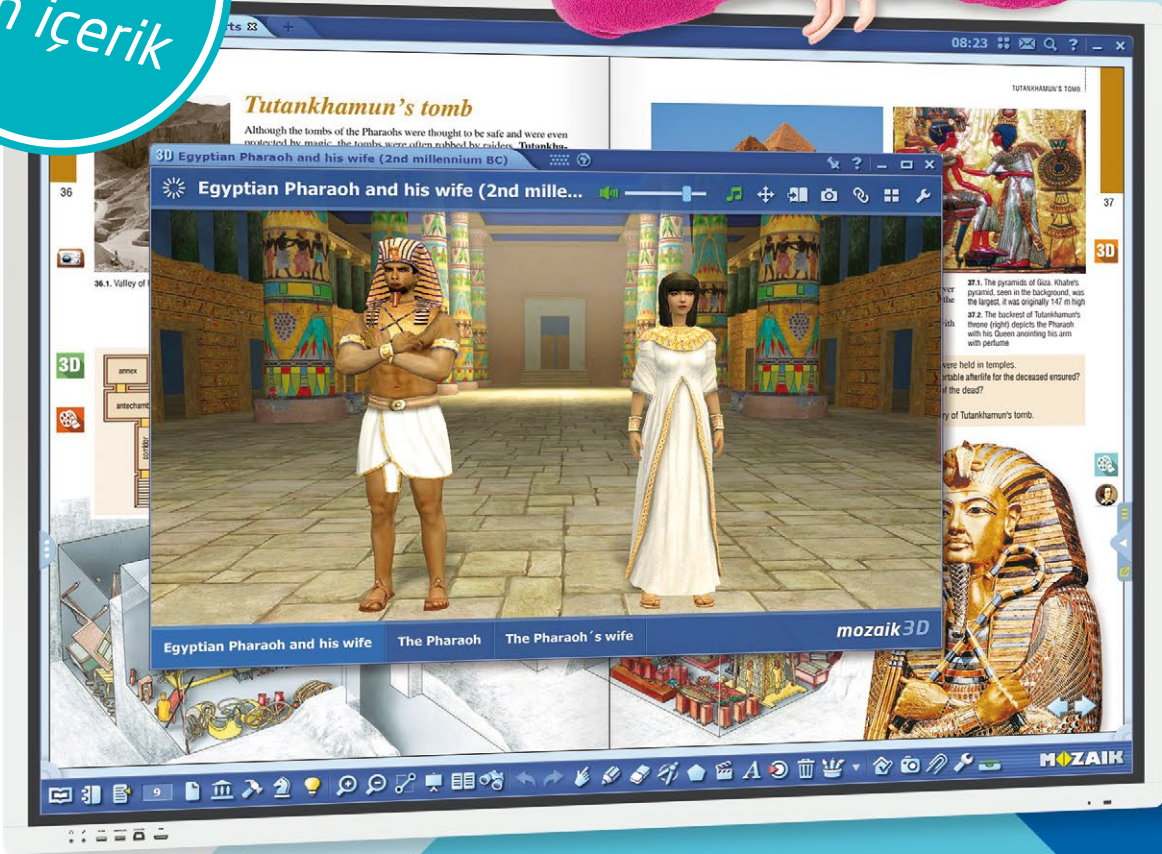 içerik
08:23
?
TUTANKHAMUN'S TOMB
Tutankhamun's tomb
Although the tombs of the Pharaohs were thought to be safe and were even
protected by magic, the tombs were often robbed by raiders. Tutankha-
36
37
3D Egyptian Pharaoh and his wife (2nd millennium BC)
Egyptian Pharaoh and his wife (2nd mille...
3D
36.1. Valley of
37.1. The pyramids of Giza. Khafre's
pyramid, seen in the background, was
the largest, it was originally 147 m high
37.2. The backrest of Tutankhamun's
throne (right) depicts the Pharaoh
with his Queen anointing his arm
with perfume
3D
annex
corridor
were held in temples.
afterlife for the deceased ensured?
of the dead?
of Tutankhamun's tomb.
Egyptian Pharaoh and his wife
The Pharaoh
The Pharaoh´s wife
mozaik3D
9
A
MOZAIK